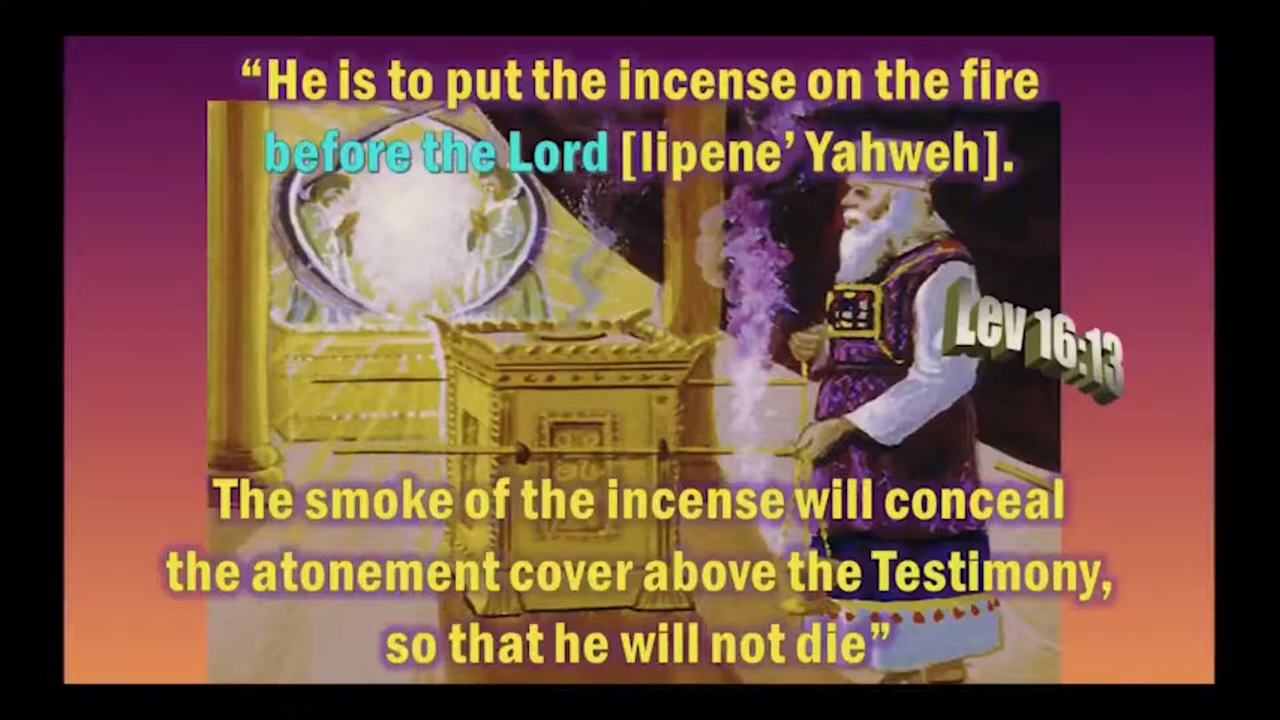 “He is to put the incense on the fire
before the Lord [lipene’ Yahweh].
Lev 16:13
The smoke of the incense will conceal
the atonement cover above the Testimony,
so that he will not die”